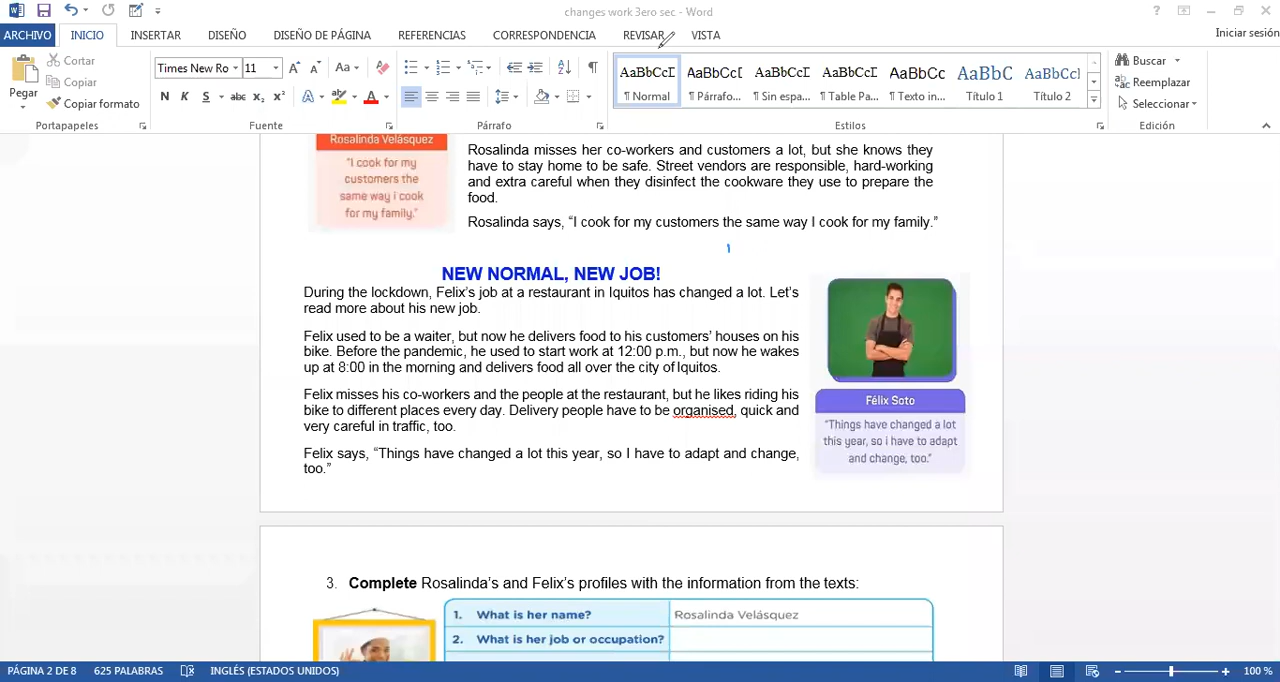 changes work 3ero sec - Word
ARCHIVO INICIO INSERTAR DISEÑO DISEÑO DE PÁGINA REFERENCIAS CORRESPONDENCIA REVISAR VISTA Iniciar sesión
Pegar
Cortar
Copiar
Copiar formato
Portapapeles
Times New Ro 11
N K S abc x₂ x²
Fuente
Párrafo
AaBbCcI AaBbCc[ AaBbCcI AaBbCcI AaBbCc AaBbC AaBbCcl
¶ Normal ¶ Párrafo... ¶ Sin espa... ¶ Table Pa... ¶ Texto in... Título 1 Título 2
Estilos
Buscar
Reemplazar
Seleccionar
Edición
Rosalinda Velásquez
"I cook for my
customers the
same way i cook
for my family."
Rosalinda misses her co-workers and customers a lot, but she knows they
have to stay home to be safe. Street vendors are responsible, hard-working
and extra careful when they disinfect the cookware they use to prepare the
food.
Rosalinda says, “I cook for my customers the same way I cook for my family.”
NEW NORMAL, NEW JOB!
During the lockdown, Felix’s job at a restaurant in Iquitos has changed a lot. Let’s
read more about his new job.
Felix used to be a waiter, but now he delivers food to his customers’ houses on his
bike. Before the pandemic, he used to start work at 12:00 p.m., but now he wakes
up at 8:00 in the morning and delivers food all over the city of Iquitos.
Felix misses his co-workers and the people at the restaurant, but he likes riding his
bike to different places every day. Delivery people have to be organised, quick and
very careful in traffic, too.
Felix says, “Things have changed a lot this year, so I have to adapt and change,
too.”
Félix Soto
"Things have changed a lot
this year, so i have to adapt
and change, too."
3. Complete Rosalinda’s and Felix’s profiles with the information from the texts:
1. What is her name? Rosalinda Velásquez
2. What is her job or occupation?
PÁGINA 2 DE 8 625 PALABRAS INGLÉS (ESTADOS UNIDOS) 100 %